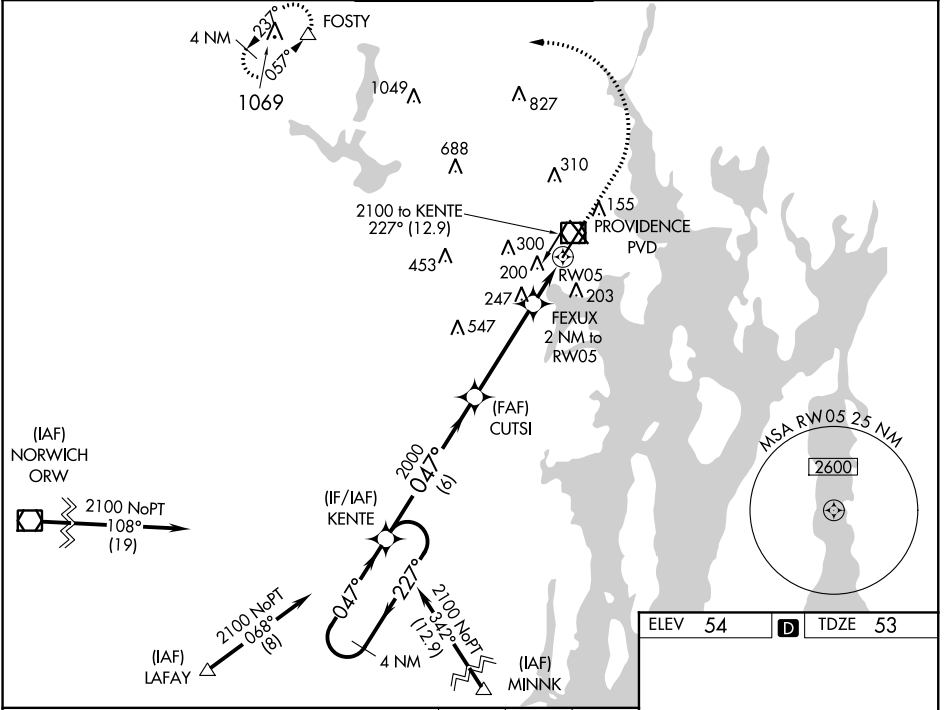 237°
4 NM
057°
FOSTY
1069
1049
827
688
310
2100 to KENTE
227° (12.9)
155
PROVIDENCE
PVD
453
300
200
RW05
247
203
FEXUX
2 NM to
RW05
547
(FAF)
CUTSI
MSA RW05 25 NM
2600
(IAF)
NORWICH
ORW
2100 NoPT
108°
(19)
2000
047°
(6)
(IF/IAF)
KENTE
047°
227°
4 NM
2100 NoPT
342°
(12.9)
2100 NoPT
068°
(8)
(IAF)
LAFAY
(IAF)
MINNK
ELEV 54 D TDZE 53